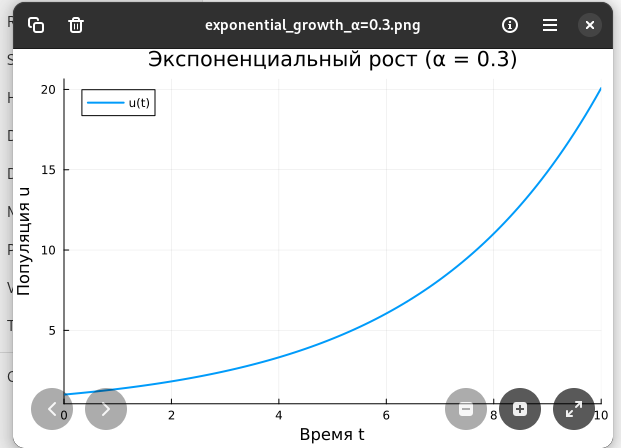 exponential_growth_α=0.3.png
Экспоненциальный рост (α = 0.3)
u(t)
20
15
10
5
Популяция u
0
2
4
6
8
10
Время t